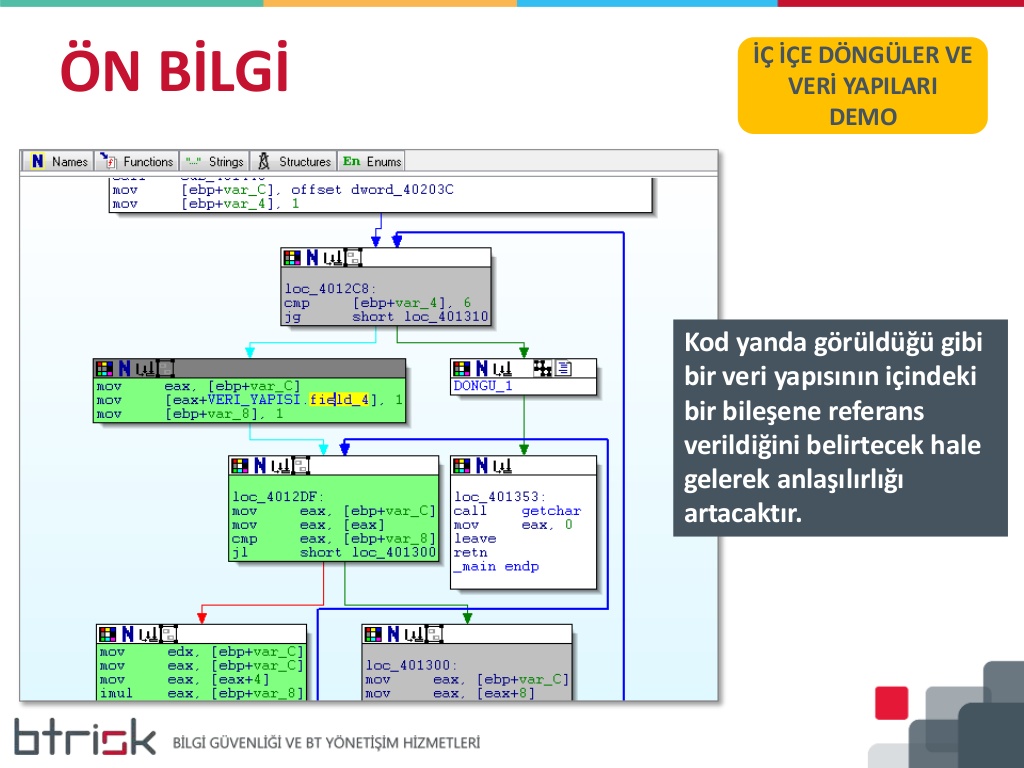 ÖN BİLGİ
İÇ İÇE DÖNGÜLER VE
VERİ YAPILARI
DEMO
N Names Functions "..." Strings Structures En Enums
mov [ebp+var_C], offset dword_40203C
mov [ebp+var_4], 1
loc_4012C8:
cmp [ebp+var_4], 6
jg short loc_401310
mov eax, [ebp+var_C]
mov [eax+VERI_YAPISI.field_4], 1
mov [ebp+var_8], 1
DONGU_1
loc_4012DF:
mov eax, [ebp+var_C]
mov eax, [eax]
cmp eax, [ebp+var_8]
jl short loc_401300
loc_401353:
call getchar
mov eax, 0
leave
retn
_main endp
mov edx, [ebp+var_C]
mov eax, [ebp+var_C]
mov eax, [eax+4]
imul eax, [ebp+var_8]
loc_401300:
mov eax, [ebp+var_C]
mov eax, [eax+8]
Kod yanda görüldüğü gibi
bir veri yapısının içindeki
bir bileşene referans
verildiğini belirtecek hale
gelerek anlaşılırlığı
artacaktır.
btrisk BİLGİ GÜVENLİĞİ VE BT YÖNETİŞİM HİZMETLERİ